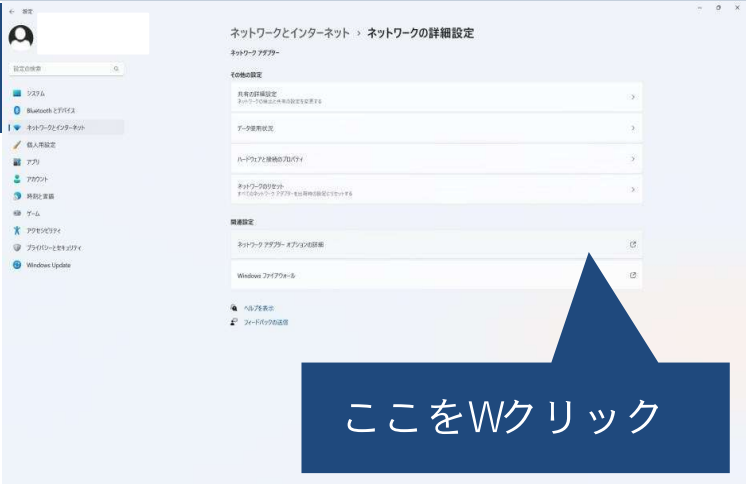 設定
ネットワークとインターネット › ネットワークの詳細設定
ネットワーク アダプター
設定の検索
その他の設定
システム
共有の詳細設定
ネットワークの検出と共有の設定を変更する
Bluetooth とデバイス
ネットワークとインターネット
データ使用状況
個人用設定
アプリ
ハードウェアと接続のプロパティ
アカウント
ネットワークのリセット
すべてのネットワーク アダプターを出荷時の設定にリセットする
時刻と言語
ゲーム
関連設定
アクセシビリティ
ネットワーク アダプター オプションの詳細
プライバシーとセキュリティ
Windows Update
Windows ファイアウォール
ヘルプを表示
フィードバックの送信
ここをWクリック